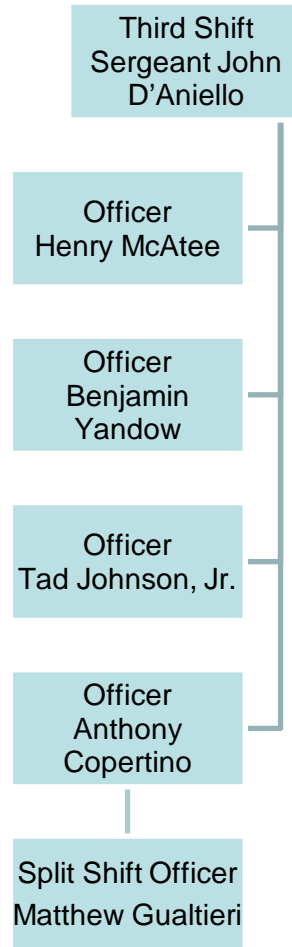 Third Shift
Sergeant John
D'Aniello
Officer
Henry McAtee
Officer
Benjamin
Yandow
Officer
Tad Johnson, Jr.
Officer
Anthony
Copertino
Split Shift Officer
Matthew Gualtieri